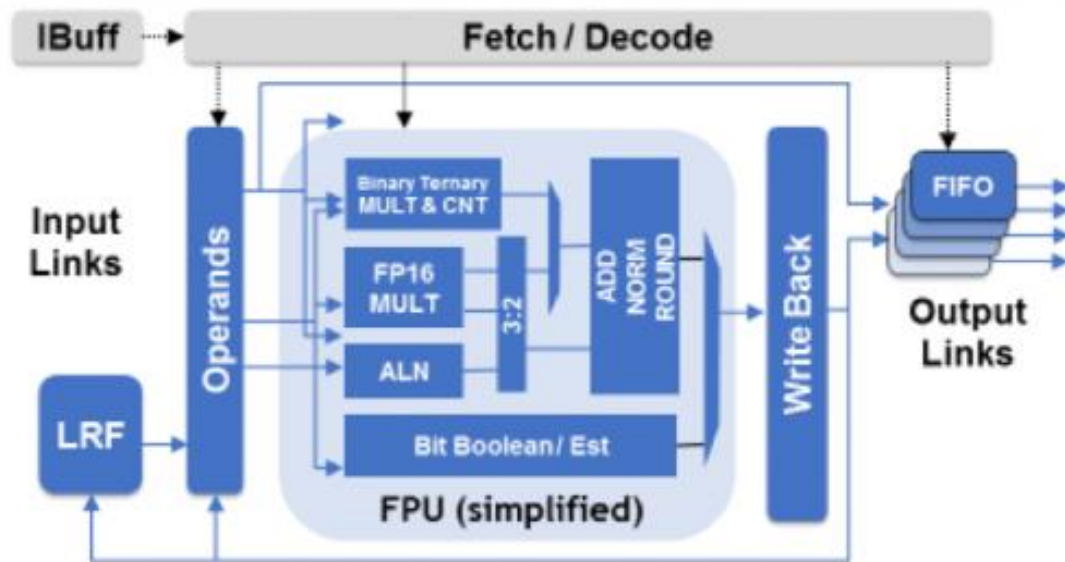 IBuff
Fetch / Decode
Input
Links
Operands
LRF
Binary Ternary
MULT & CNT
FP16
MULT
ALN
3:2
ADD
NORM
ROUND
Bit Boolean / Est
FPU (simplified)
Write Back
FIFO
Output
Links